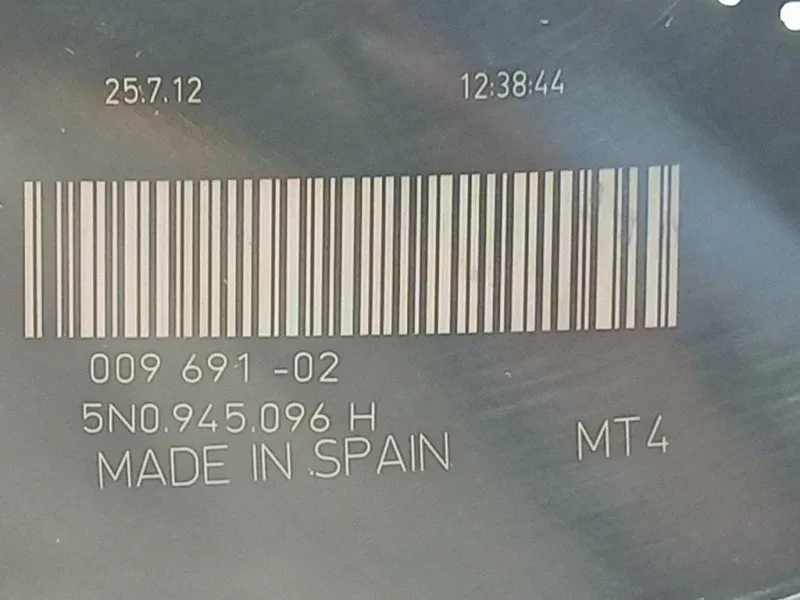 25.7.12 12:38:44
009 691 -02
5N0.945.096 H
MADE IN SPAIN
MT4